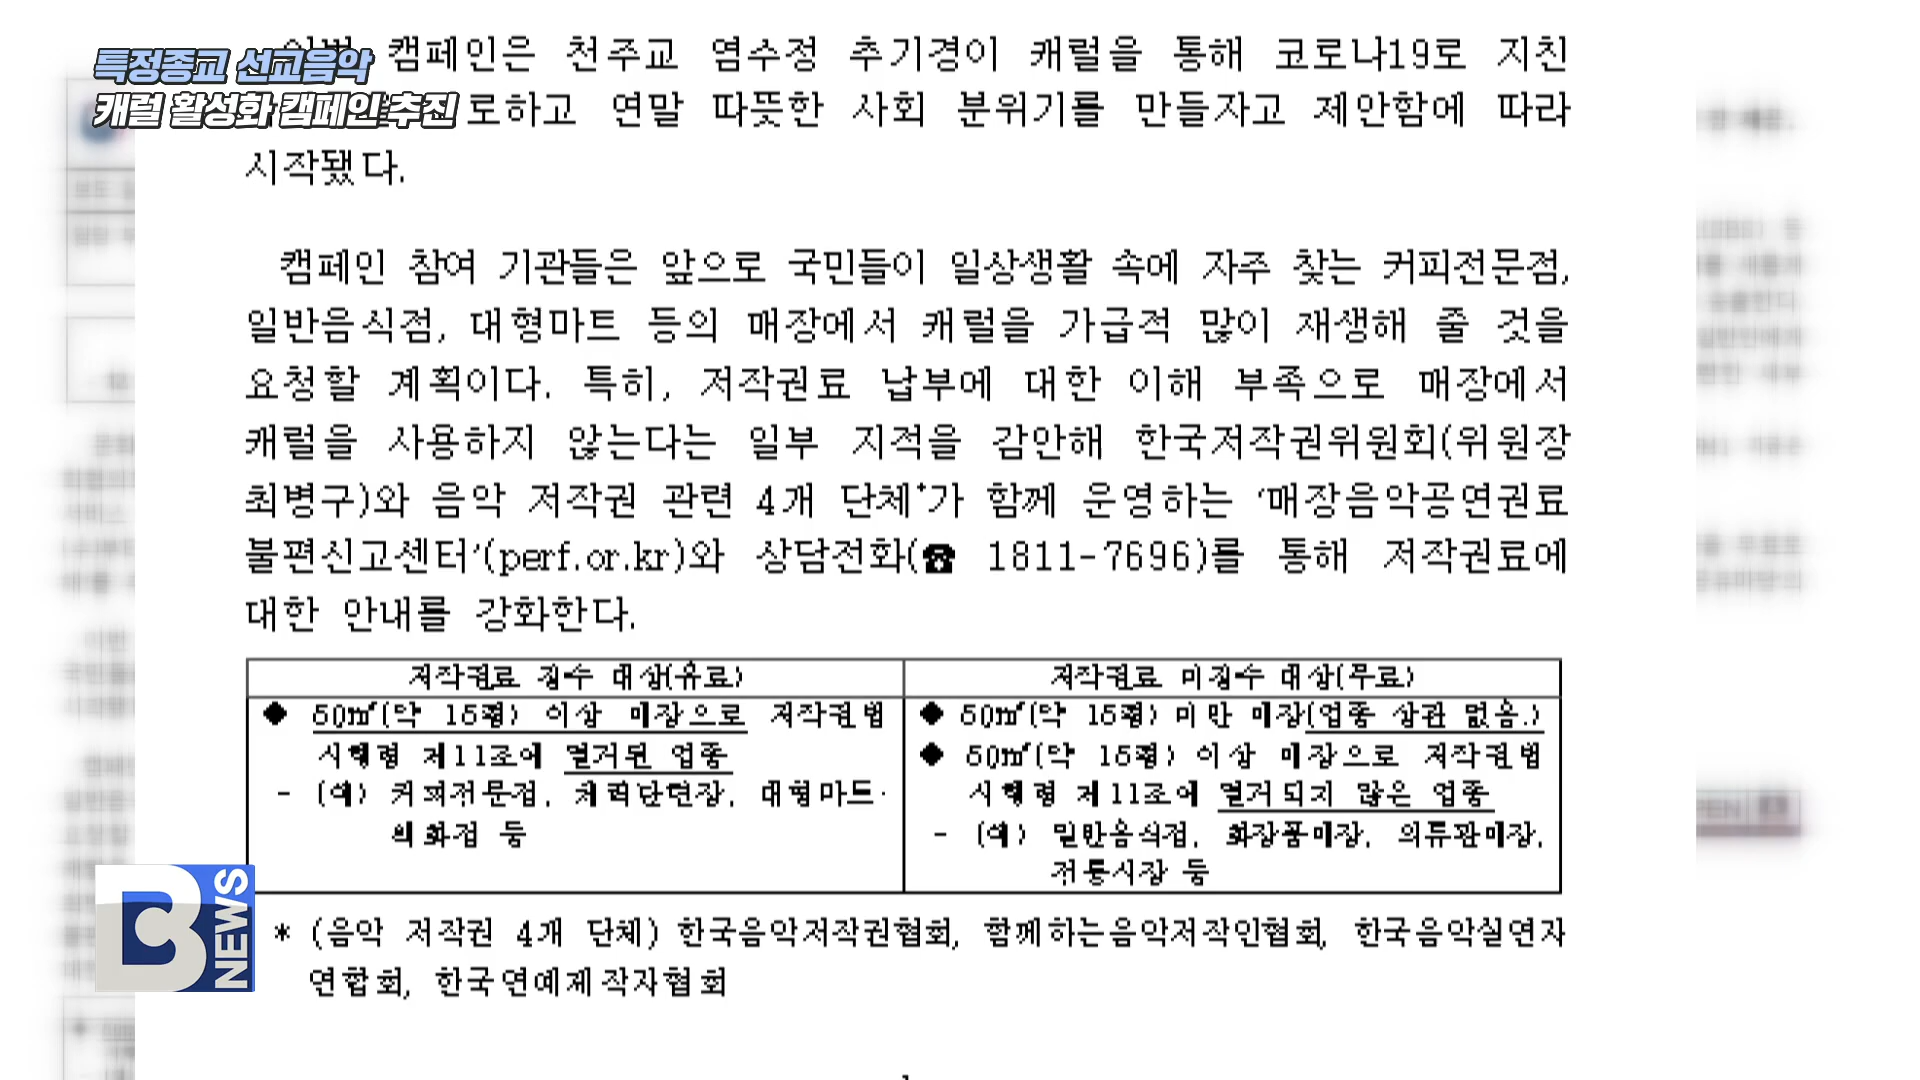 특정종교 선교음악
캐럴 활성화 캠페인 추진
캠페인은 천주교 염수정 추기경이 캐럴을 통해 코로나19로 지친
로하고 연말 따뜻한 사회 분위기를 만들자고 제안함에 따라
시작됐다.
캠페인 참여 기관들은 앞으로 국민들이 일상생활 속에 자주 찾는 커피전문점,
일반음식점, 대형마트 등의 매장에서 캐럴을 가급적 많이 재생해 줄 것을
요청할 계획이다. 특히, 저작권료 납부에 대한 이해 부족으로 매장에서
캐럴을 사용하지 않는다는 일부 지적을 감안해 한국저작권위원회(위원장
최병구)와 음악 저작권 관련 4개 단체*가 함께 운영하는 ‘매장음악공연권료
불편신고센터’(perf.or.kr)와 상담전화(☎ 1811-7696)를 통해 저작권료에
대한 안내를 강화한다.
저작권료 징수 대상(유료)
◆ 50㎡(약 15평) 이상 매장으로 저작권법
시행령 제11조에 열거된 업종
- (예) 커피전문점, 체력단련장, 대형마트·
백화점 등
저작권료 미징수 대상(무료)
◆ 50㎡(약 15평) 미만 매장(업종 상관 없음.)
◆ 50㎡(약 15평) 이상 매장으로 저작권법
시행령 제11조에 열거되지 않은 업종
- (예) 일반음식점, 화장품매장, 의류판매장,
전통시장 등
* (음악 저작권 4개 단체) 한국음악저작권협회, 함께하는음악저작인협회, 한국음악실연자
연합회, 한국연예제작자협회
B NEWS